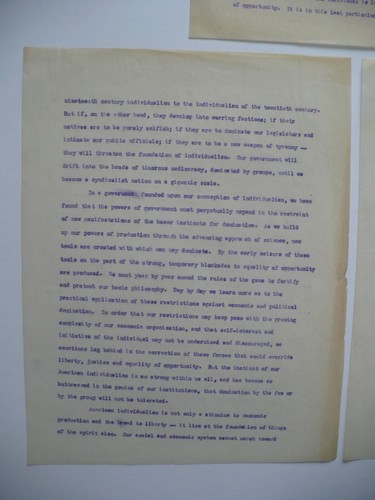 of opportunity. It is in this last particular
nineteenth century individualism to the individualism of the twentieth century.
But if, on the other hand, they develop into warring factions; if their
motives are to be purely selfish; if they are to dominate our legislators and
intimate our public officials; if they are to be a new weapon of tyranny --
they will threaten the foundation of individualism. Our government will
drift into the hands of timorous mediocracy, dominated by groups, until we
become a syndicalist nation on a gigantic scale.
In a government founded upon our conception of individualism, we have
found that the powers of government must perpetually expand in the restraint
of new manifestations of the baser instincts for domination. As we build
up our powers of production through the advancing approach of science, new
tools are created with which men may dominate. By the early seizure of these
tools on the part of the strong, temporary blockades to equality of opportunity
are produced. We must year by year amend the rules of the game to fortify
and protect our basic philosophy. Day by day we learn more as to the
practical application of these restrictions against economic and political
domination. In order that our restrictions may keep pace with the growing
complexity of our economic organization, and that self-interest and
initiative of the individual may not be undermined and discouraged, we
sometimes lag behind in the correction of these forces that would override
liberty, justice and equality of opportunity. But the instinct of our
American individualism is so strong within us all, and has become so
buttressed in the genius of our institutions, that domination by the few or
by the group will not be tolerated.
American individualism is not only a stimulus to economic
production and the broad to liberty -- it lies at the foundation of things
of the spirit also. Our social and economic system cannot march toward